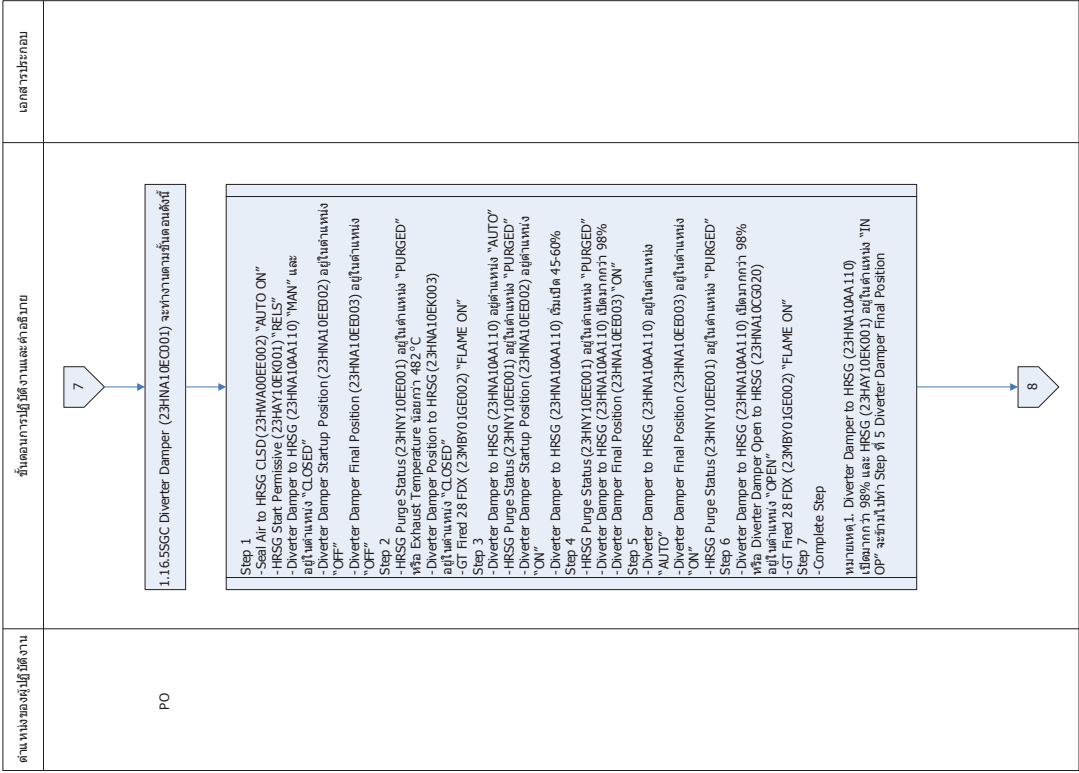 ตำแหน่งของผู้ปฏิบัติงาน
ขั้นตอนการปฏิบัติงานและคำอธิบาย
เอกสารประกอบ
7
PO
1.16.5SGC Diverter Damper (23HNA10EC001) จะทำงานตามขั้นตอนดังนี้
Step 1
-Seal Air to HRSG CLSD(23HWA00EE002) "AUTO ON"
-HRSG Start Permissive (23HAY10EK001) "RELS"
-Diverter Damper to HRSG (23HNA10AA110) "MAN" และ
อยู่ในตำแหน่ง "CLOSED"
-Diverter Damper Startup Position(23HNA10EE002) อยู่ในตำแหน่ง
"OFF"
-Diverter Damper Final Position(23HNA10EE003) อยู่ในตำแหน่ง
"OFF"
Step 2
-HRSG Purge Status(23HNY10EE001) อยู่ในตำแหน่ง "PURGED"
หรือ Exhaust Temperature น้อยกว่า 482°C
-Diverter Damper Position to HRSG(23HNA10EK003)
อยู่ในตำแหน่ง "CLOSED"
-GT Fired 28 FDX (23MBY01GE002) "FLAME ON"
Step 3
-Diverter Damper to HRSG (23HNA10AA110) อยู่ตำแหน่ง "AUTO"
-HRSG Purge Status(23HNY10EE001) อยู่ในตำแหน่ง "PURGED"
-Diverter Damper Startup Position(23HNA10EE002) อยู่ตำแหน่ง
"ON"
-Diverter Damper to HRSG (23HNA10AA110) เริ่มเปิด 45-60%
Step 4
-HRSG Purge Status(23HNY10EE001) อยู่ในตำแหน่ง "PURGED"
-Diverter Damper to HRSG (23HNA10AA110) เปิดมากกว่า 98%
-Diverter Damper Final Position(23HNA10EE003) "ON"
Step 5
-Diverter Damper to HRSG (23HNA10AA110) อยู่ในตำแหน่ง
"AUTO"
-Diverter Damper Final Position(23HNA10EE003) อยู่ในตำแหน่ง
"ON"
-HRSG Purge Status(23HNY10EE001) อยู่ในตำแหน่ง "PURGED"
Step 6
-Diverter Damper to HRSG (23HNA10AA110) เปิดมากกว่า 98%
หรือ Diverter Damper Open to HRSG (23HNA10CG020)
อยู่ในตำแหน่ง "OPEN"
-GT Fired 28 FDX (23MBY01GE002) "FLAME ON"
Step 7
-Complete Step
หมายเหตุ1. Diverter Damper to HRSG (23HNA10AA110)
เปิดมากกว่า 98% และ HRSG (23HAY10EK001) อยู่ในตำแหน่ง "IN
OP" จะข้ามไปทำ Step ที่ 5 Diverter Damper Final Position
8